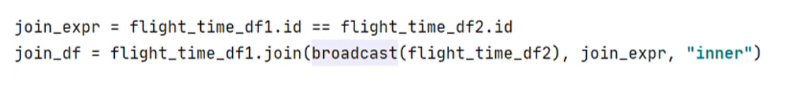 join_expr = flight_time_df1.id == flight_time_df2.id
join_df = flight_time_df1.join(broadcast(flight_time_df2), join_expr, "inner")